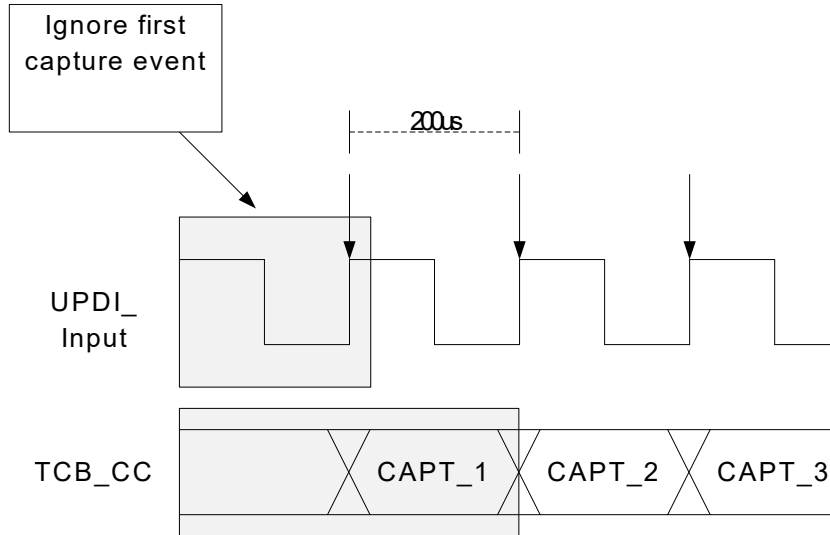 Ignore first
capture event
200us
UPDI_
Input
TCB_CC
CAPT_1
CAPT_2
CAPT_3